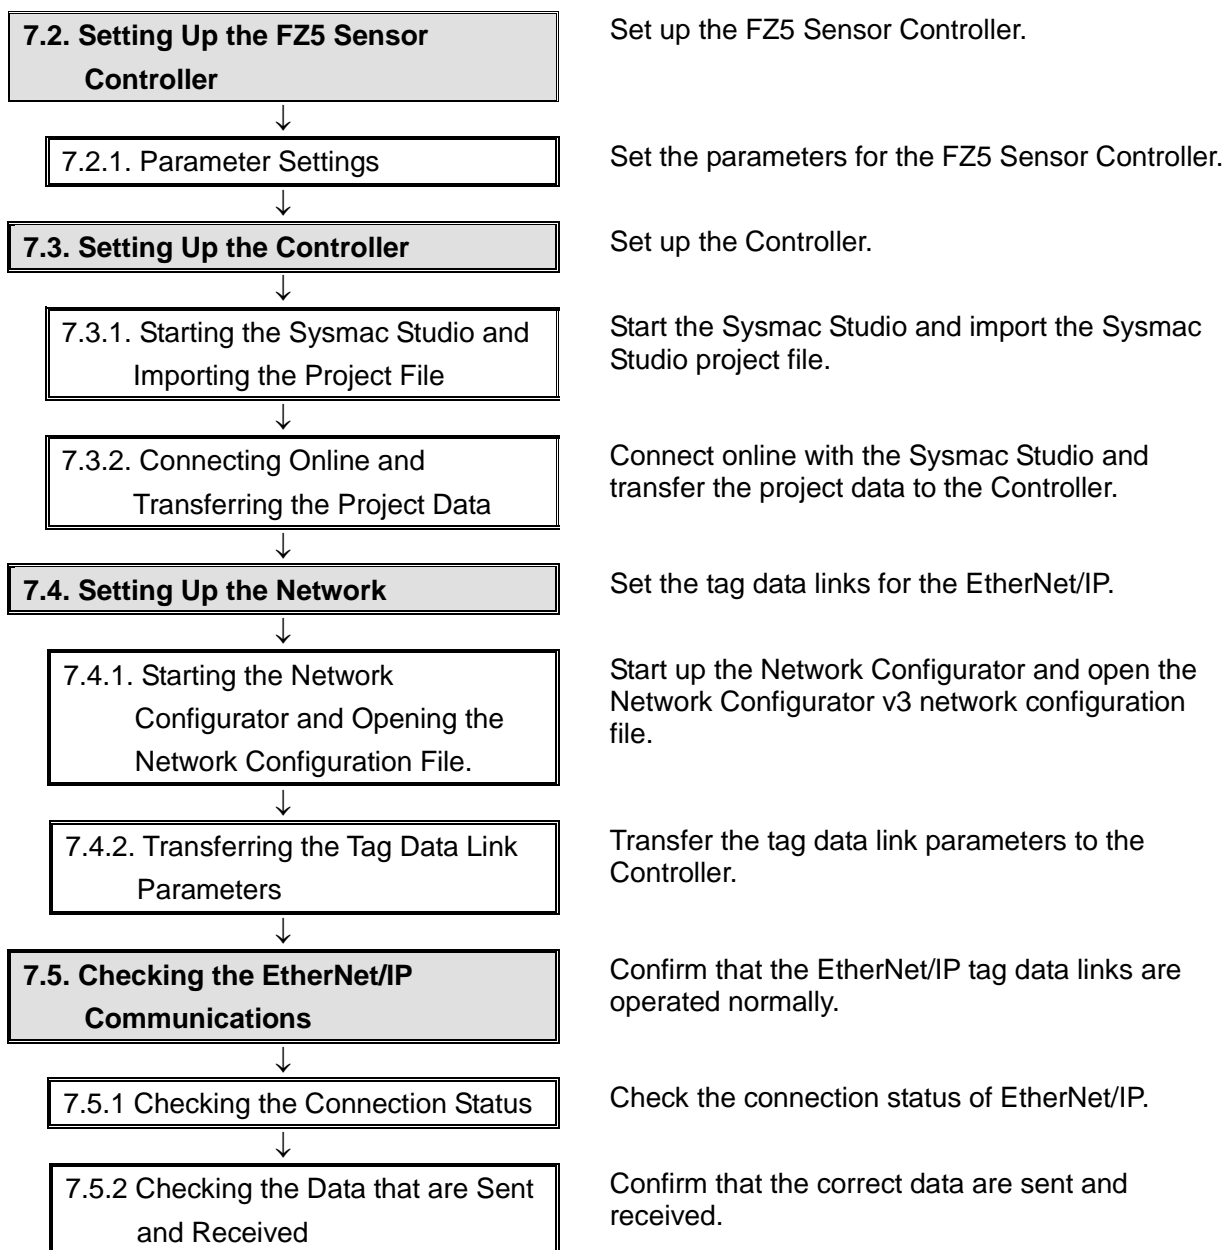 7.2. Setting Up the FZ5 Sensor
Controller
Set up the FZ5 Sensor Controller.
↓
7.2.1. Parameter Settings
Set the parameters for the FZ5 Sensor Controller.
↓
7.3. Setting Up the Controller
Set up the Controller.
↓
7.3.1. Starting the Sysmac Studio and
Importing the Project File
Start the Sysmac Studio and import the Sysmac
Studio project file.
↓
7.3.2. Connecting Online and
Transferring the Project Data
Connect online with the Sysmac Studio and
transfer the project data to the Controller.
↓
7.4. Setting Up the Network
Set the tag data links for the EtherNet/IP.
↓
7.4.1. Starting the Network
Configurator and Opening the
Network Configuration File.
Start up the Network Configurator and open the
Network Configurator v3 network configuration
file.
↓
7.4.2. Transferring the Tag Data Link
Parameters
Transfer the tag data link parameters to the
Controller.
↓
7.5. Checking the EtherNet/IP
Communications
Confirm that the EtherNet/IP tag data links are
operated normally.
↓
7.5.1 Checking the Connection Status
Check the connection status of EtherNet/IP.
↓
7.5.2 Checking the Data that are Sent
and Received
Confirm that the correct data are sent and
received.